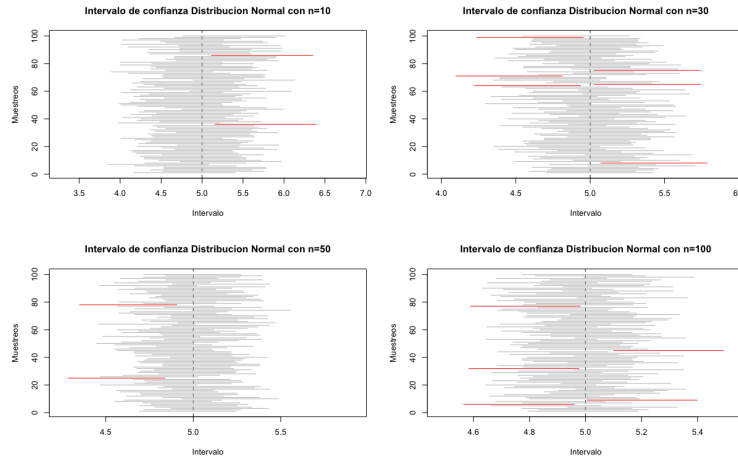 Intervalo de confianza Distribucion Normal con n=10
Muestreos
100
80
60
40
20
0
3.5 4.0 4.5 5.0 5.5 6.0 6.5 7.0
Intervalo
Intervalo de confianza Distribucion Normal con n=30
Muestreos
100
80
60
40
20
0
4.0 4.5 5.0 5.5
Intervalo
Intervalo de confianza Distribucion Normal con n=50
Muestreos
100
80
60
40
20
0
4.5 5.0 5.5
Intervalo
Intervalo de confianza Distribucion Normal con n=100
Muestreos
100
80
60
40
20
0
4.6 4.8 5.0 5.2 5.4
Intervalo